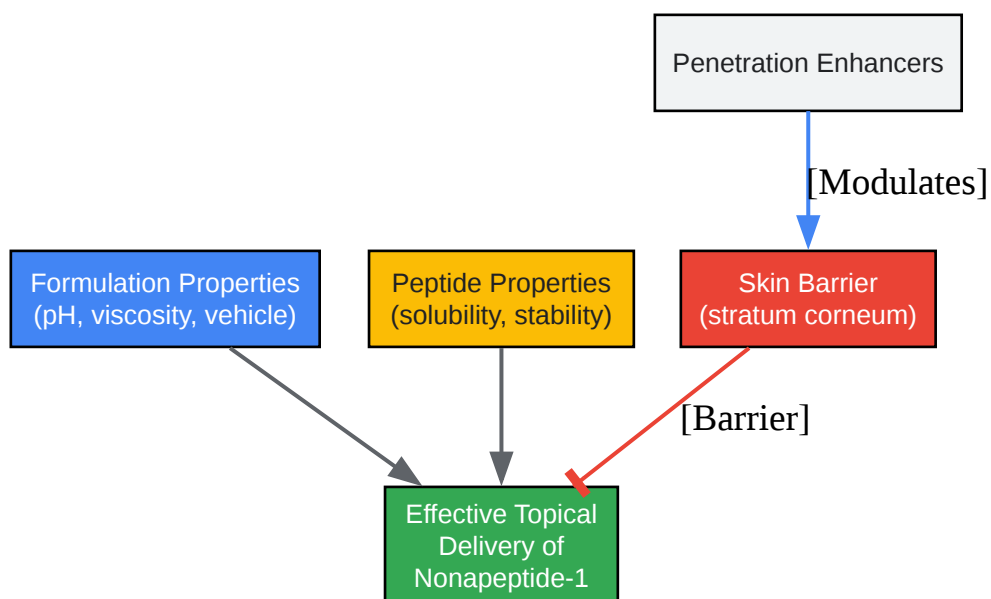 Penetration Enhancers
[Modulates]
Formulation Properties
(pH, viscosity, vehicle)
Peptide Properties
(solubility, stability)
Skin Barrier
(stratum corneum)
[Barrier]
Effective Topical
Delivery of
Nonapeptide-1